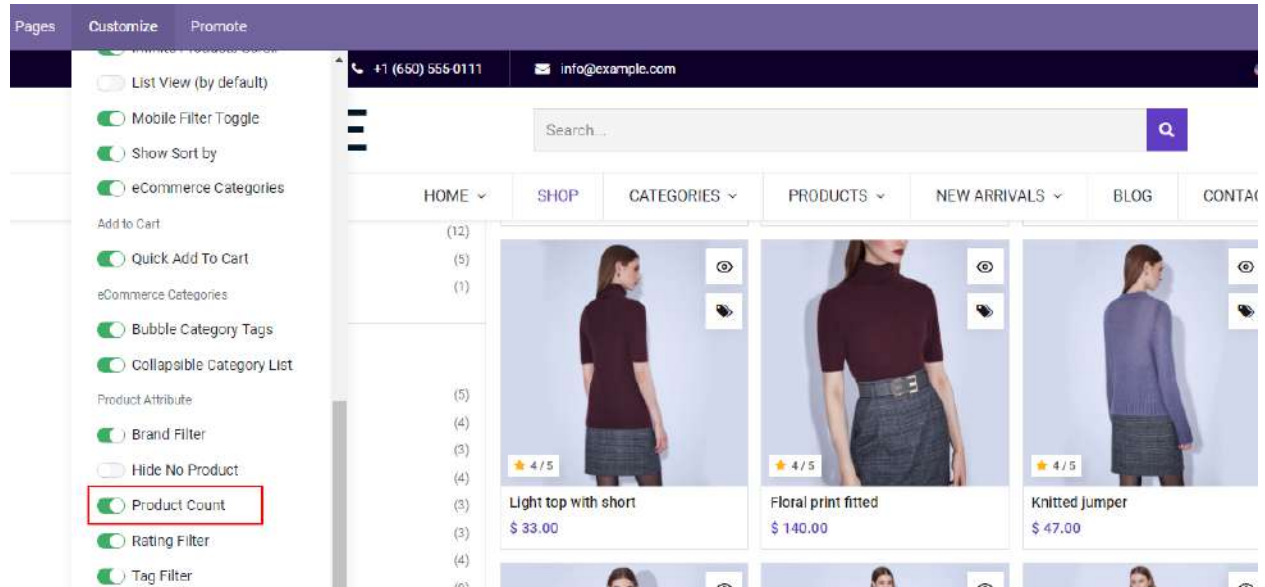 Pages Customize Promote
List View (by default)
Mobile Filter Toggle
Show Sort by
eCommerce Categories
Add to Cart
Quick Add To Cart
eCommerce Categories
Bubble Category Tags
Collapsible Category List
Product Attribute
Brand Filter
Hide No Product
Product Count
Rating Filter
Tag Filter
+1 (650) 555-0111 info@example.com
E
Search...
HOME SHOP CATEGORIES PRODUCTS NEW ARRIVALS BLOG CONTA
(12)
(5)
(1)
(5)
(4)
(3)
(4)
(3)
(3)
(4)
4 / 5 4 / 5 4 / 5
Light top with short Floral print fitted Knitted jumper
$ 33.00 $ 140.00 $ 47.00